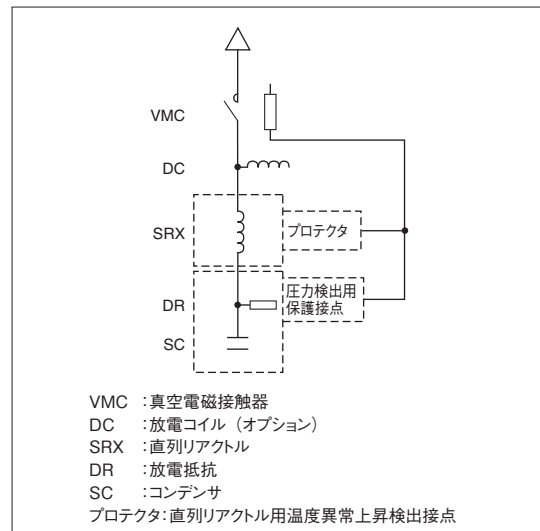 VMC
DC
SRX
プロテクタ
DR
圧力検出用
保護接点
SC
VMC :真空電磁接触器
DC :放電コイル(オプション)
SRX :直列リアクトル
DR :放電抵抗
SC :コンデンサ
プロテクタ:直列リアクトル用温度異常上昇検出接点